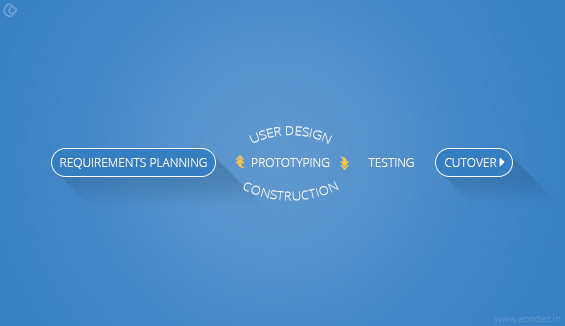 USER DESIGN
REQUIREMENTS PLANNING
PROTOTYPING
TESTING
CUTOVER
CONSTRUCTION
www.acodez.in